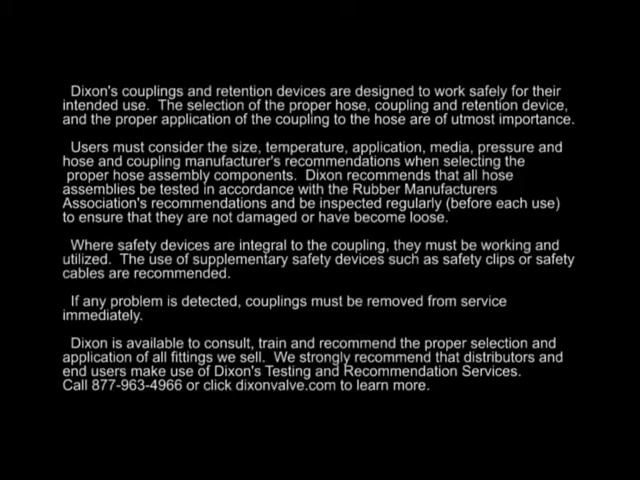 Dixon's couplings and retention devices are designed to work safely for their
intended use. The selection of the proper hose, coupling and retention device,
and the proper application of the coupling to the hose are of utmost importance.
Users must consider the size, temperature, application, media, pressure and
hose and coupling manufacturer's recommendations when selecting the
proper hose assembly components. Dixon recommends that all hose
assemblies be tested in accordance with the Rubber Manufacturers
Association's recommendations and be inspected regularly (before each use)
to ensure that they are not damaged or have become loose.
Where safety devices are integral to the coupling, they must be working and
utilized. The use of supplementary safety devices such as safety clips or safety
cables are recommended.
If any problem is detected, couplings must be removed from service
immediately.
Dixon is available to consult, train and recommend the proper selection and
application of all fittings we sell. We strongly recommend that distributors and
end users make use of Dixon's Testing and Recommendation Services.
Call 877-963-4966 or click dixonvalve.com to learn more.